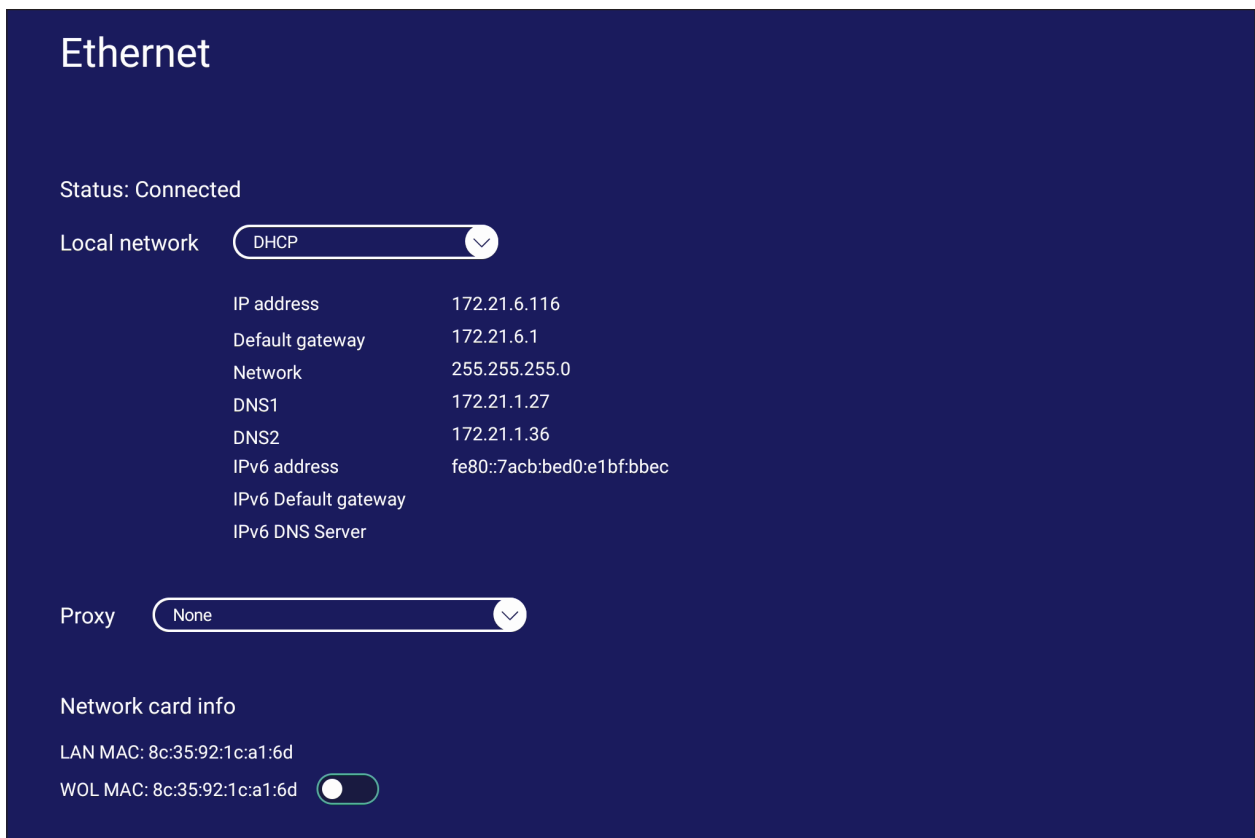 Ethernet
Status: Connected
Local network DHCP
IP address 172.21.6.116
Default gateway 172.21.6.1
Network 255.255.255.0
DNS1 172.21.1.27
DNS2 172.21.1.36
IPv6 address fe80::7acb:bed0:e1bf:bbec
IPv6 Default gateway
IPv6 DNS Server
Proxy None
Network card info
LAN MAC: 8c:35:92:1c:a1:6d
WOL MAC: 8c:35:92:1c:a1:6d